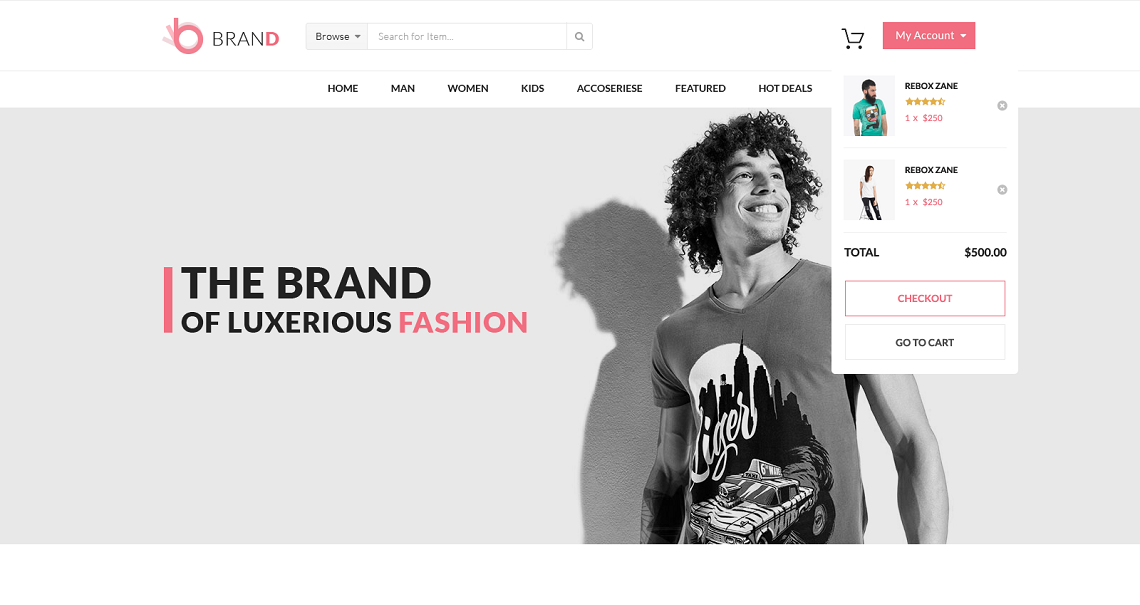 BRAND
Browse
Search for Item...
My Account
HOME
MAN
WOMEN
KIDS
ACCOSERIESE
FEATURED
HOT DEALS
REBOX ZANE
1 x $250
REBOX ZANE
1 x $250
TOTAL $500.00
CHECKOUT
GO TO CART
THE BRAND
OF LUXERIOUS FASHION
Liger
TAXI